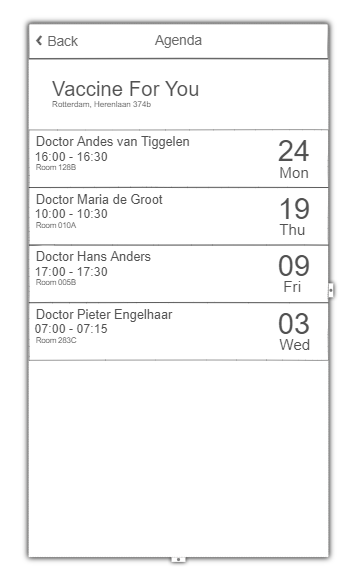 Back
Agenda
Vaccine For You
Rotterdam, Herenlaan 374b
Doctor Andes van Tiggelen
16:00 - 16:30
Room 128B
24
Mon
Doctor Maria de Groot
10:00 - 10:30
Room 010A
19
Thu
Doctor Hans Anders
17:00 - 17:30
Room 005B
09
Fri
Doctor Pieter Engelhaar
07:00 - 07:15
Room 283C
03
Wed